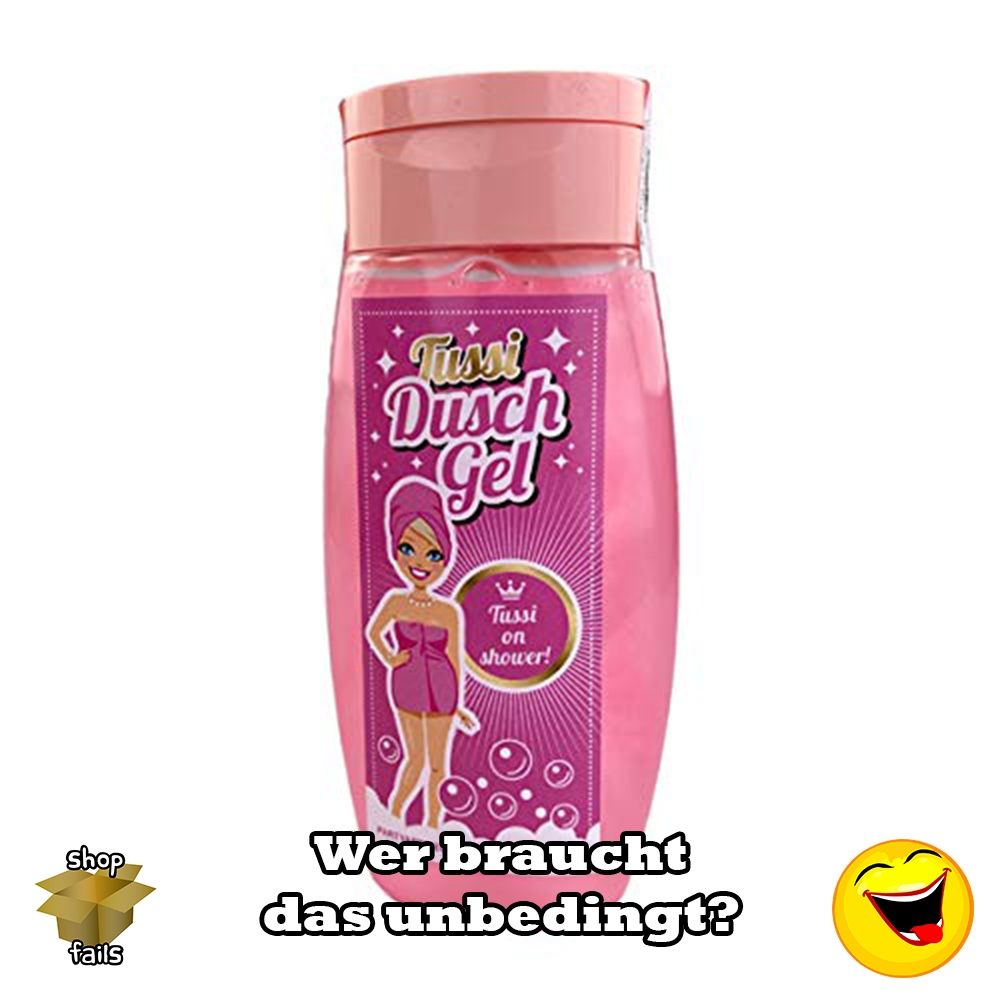 Tussi
Dusch
Gel
Tussi
on
shower!
Wer braucht
das unbedingt?
shop
fails